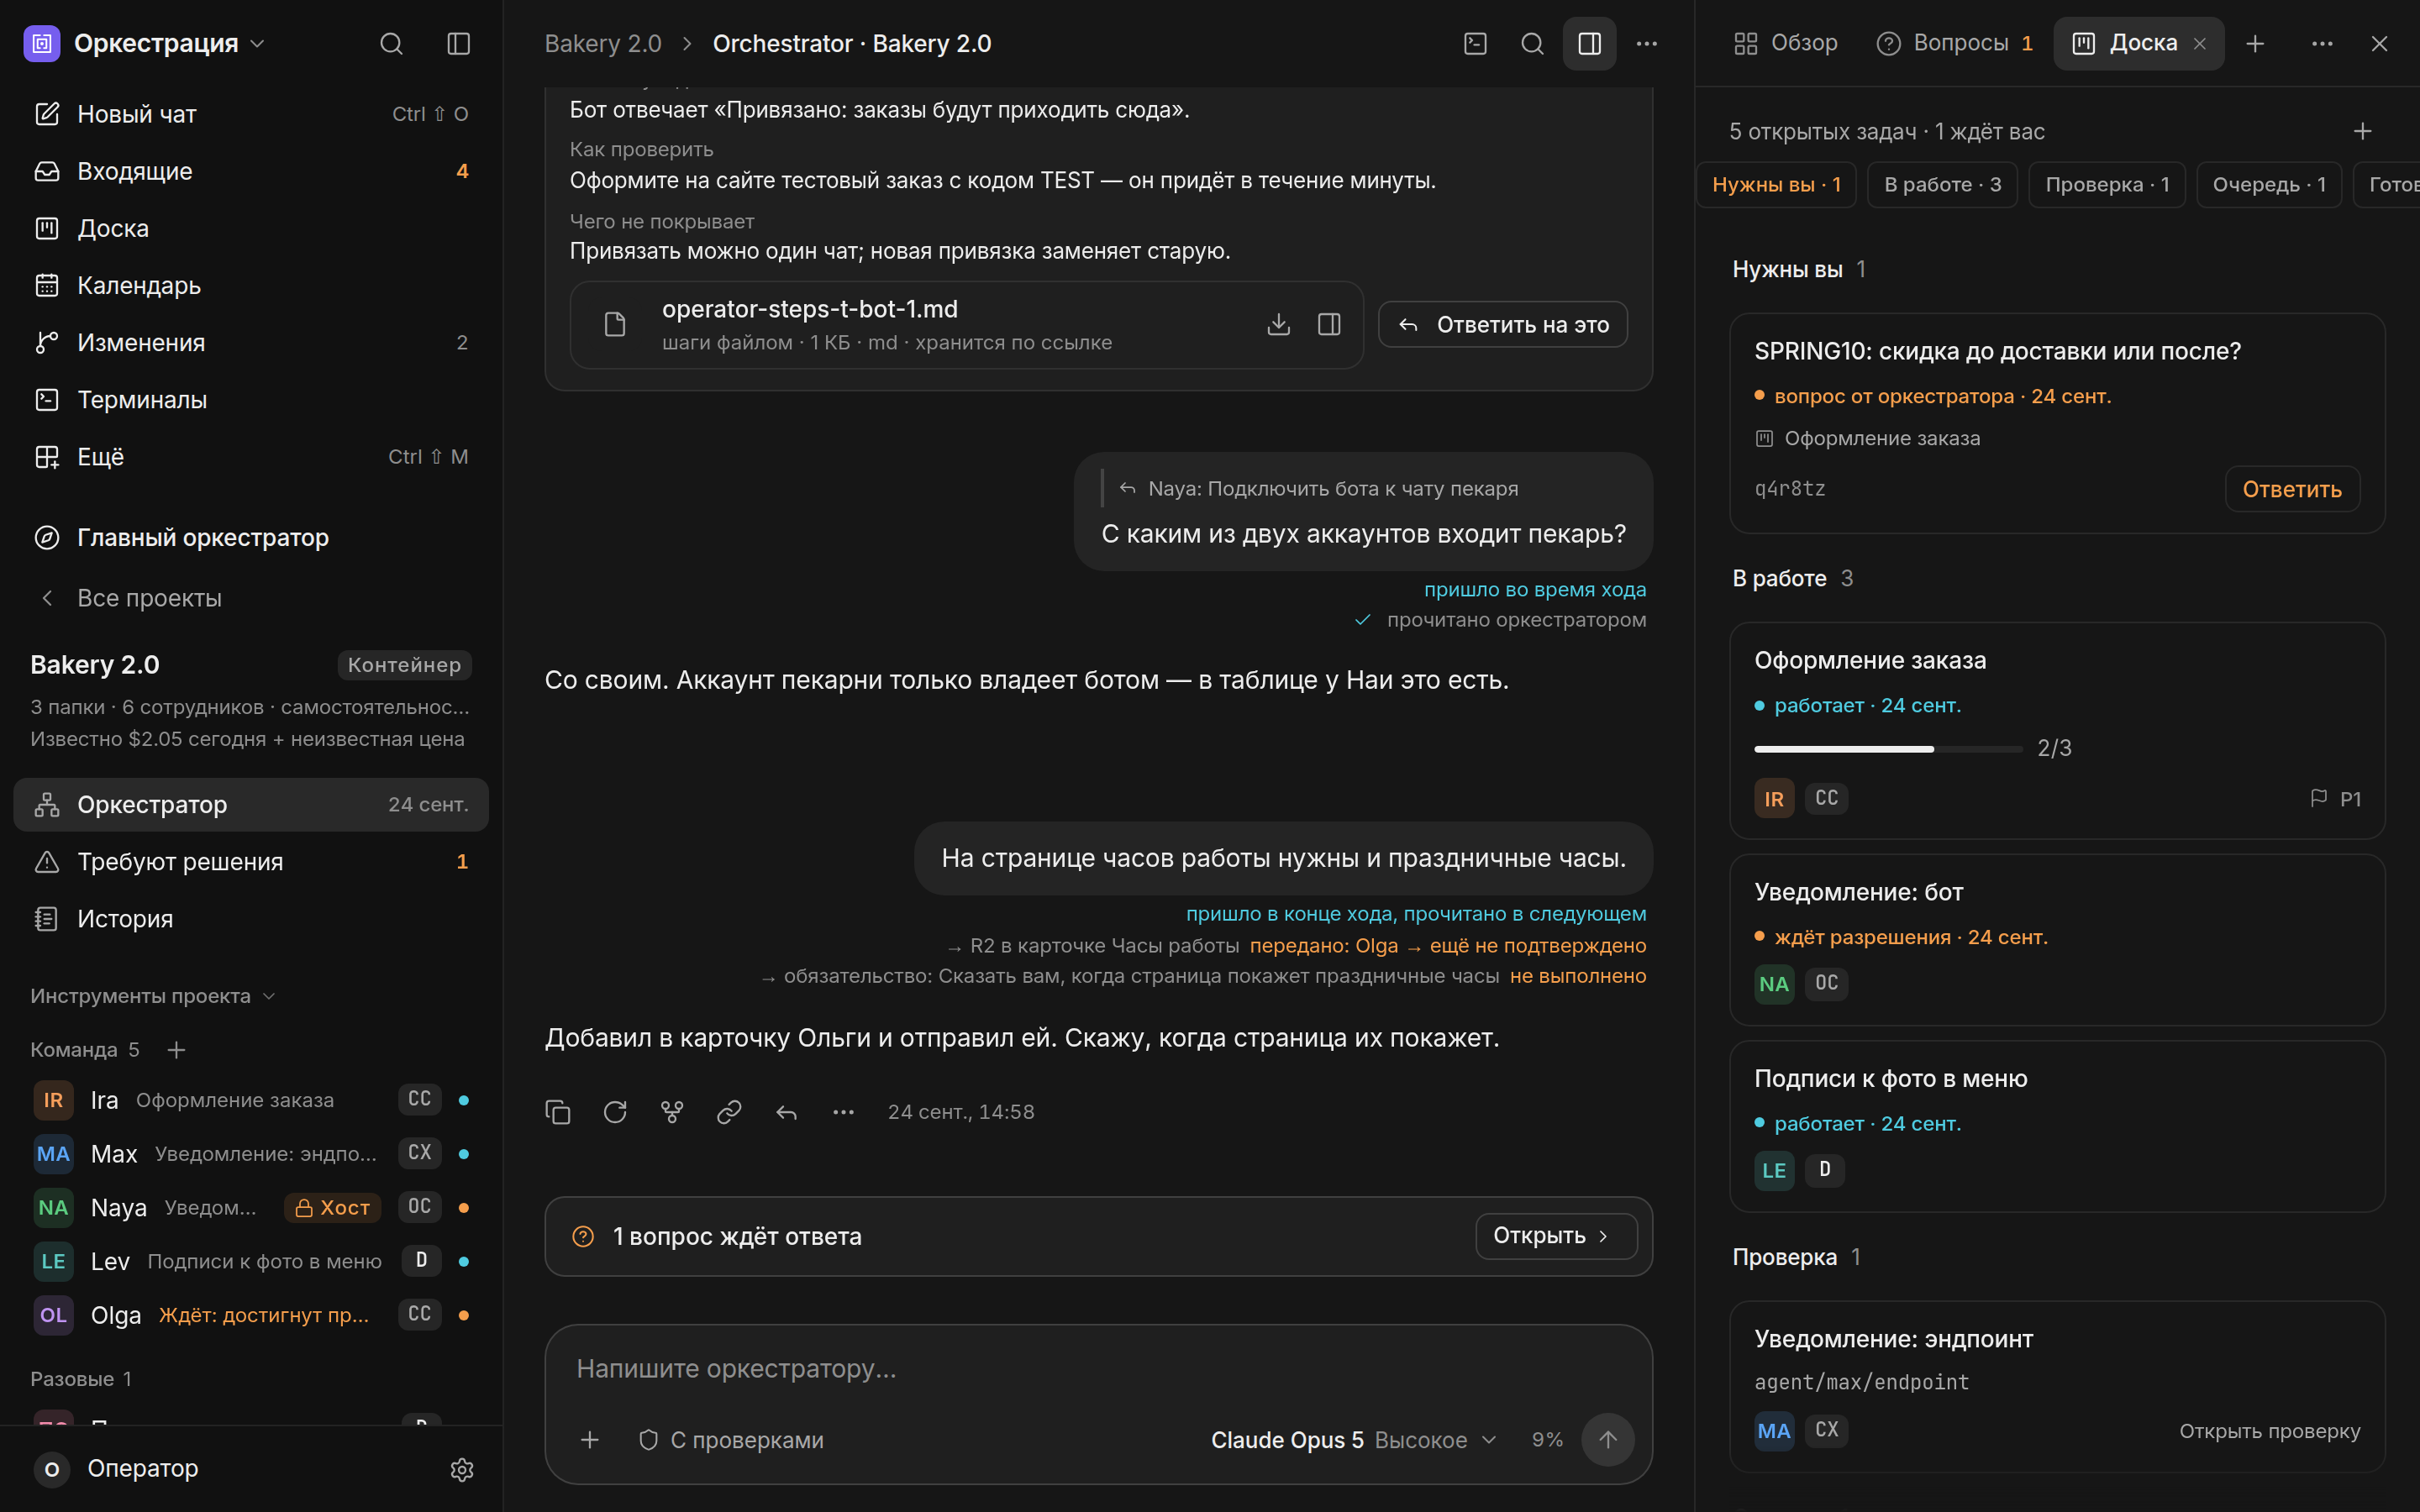 Оркестрация
Новый чат Ctrl ⇧ O
Входящие 4
Доска
Календарь
Изменения 2
Терминалы
Ещё Ctrl ⇧ M
Главный оркестратор
Все проекты
Bakery 2.0 Контейнер
3 папки · 6 сотрудников · самостоятельнос...
Известно $2.05 сегодня + неизвестная цена
Оркестратор 24 сент.
Требуют решения 1
История
Инструменты проекта
Команда 5
IR Ira Оформление заказа CC
MA Max Уведомление: эндпо... CX
NA Naya Уведом... Хост OC
LE Lev Подписи к фото в меню D
OL Olga Ждёт: достигнут пр... CC
Разовые 1
O Оператор
Bakery 2.0 > Orchestrator · Bakery 2.0
Бот отвечает «Привязано: заказы будут приходить сюда».
Как проверить
Оформите на сайте тестовый заказ с кодом TEST — он придёт в течение минуты.
Чего не покрывает
Привязать можно один чат; новая привязка заменяет старую.
operator-steps-t-bot-1.md
шаги файлом · 1 КБ · md · хранится по ссылке
Ответить на это
Naya: Подключить бота к чату пекаря
С каким из двух аккаунтов входит пекарь?
пришло во время хода
прочитано оркестратором
Со своим. Аккаунт пекарни только владеет ботом — в таблице у Наи это есть.
На странице часов работы нужны и праздничные часы.
пришло в конце хода, прочитано в следующем
→ R2 в карточке Часы работы передано: Olga → ещё не подтверждено
→ обязательство: Сказать вам, когда страница покажет праздничные часы не выполнено
Добавил в карточку Ольги и отправил ей. Скажу, когда страница их покажет.
24 сент., 14:58
1 вопрос ждёт ответа Открыть
Напишите оркестратору...
С проверками Claude Opus 5 Высокое 9%
Обзор Вопросы 1 Доска
5 открытых задач · 1 ждёт вас
Нужны вы · 1 В работе · 3 Проверка · 1 Очередь · 1 Готов
Нужны вы 1
SPRING10: скидка до доставки или после?
вопрос от оркестратора · 24 сент.
Оформление заказа
q4r8tz Ответить
В работе 3
Оформление заказа
работает · 24 сент.
2/3
IR CC P1
Уведомление: бот
ждёт разрешения · 24 сент.
NA OC
Подписи к фото в меню
работает · 24 сент.
LE D
Проверка 1
Уведомление: эндпоинт
agent/max/endpoint
MA CX Открыть проверку